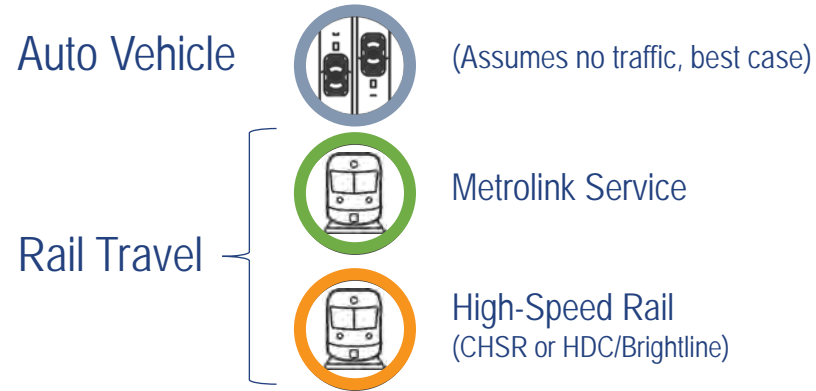 Auto Vehicle
(Assumes no traffic, best case)
Metrolink Service
Rail Travel
High-Speed Rail
(CHSR or HDC/Brightline)